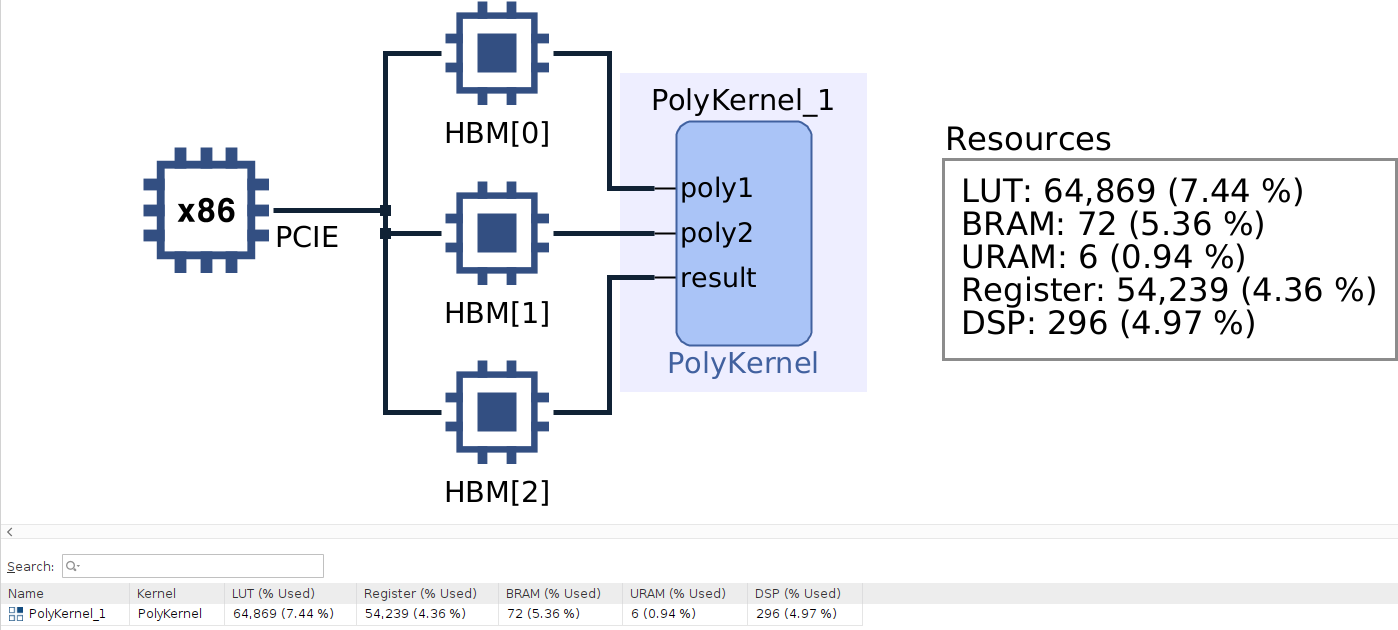 x86
PCIE
HBM[0]
HBM[1]
HBM[2]
PolyKernel_1
poly1
poly2
result
PolyKernel
Resources
LUT: 64,869 (7.44 %)
BRAM: 72 (5.36 %)
URAM: 6 (0.94 %)
Register: 54,239 (4.36 %)
DSP: 296 (4.97 %)
Search:
Name Kernel LUT (% Used) Register (% Used) BRAM (% Used) URAM (% Used) DSP (% Used)
PolyKernel_1 PolyKernel 64,869 (7.44 %) 54,239 (4.36 %) 72 (5.36 %) 6 (0.94 %) 296 (4.97 %)